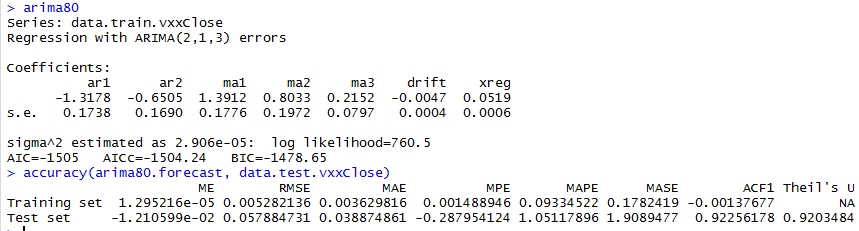 > arima80
Series: data.train.vxxClose
Regression with ARIMA(2,1,3) errors
Coefficients:
ar1 ar2 ma1 ma2 ma3 drift xreg
-1.3178 -0.6505 1.3912 0.8033 0.2152 -0.0047 0.0519
s.e. 0.1738 0.1690 0.1776 0.1972 0.0797 0.0004 0.0006
sigma^2 estimated as 2.906e-05: log likelihood=760.5
AIC=-1505 AICc=-1504.24 BIC=-1478.65
> accuracy(arima80.forecast, data.test.vxxClose)
ME RMSE MAE MPE MAPE MASE ACF1 Theil's U
Training set 1.295216e-05 0.005282136 0.003629816 0.001488946 0.09334522 0.1782419 -0.00137677 NA
Test set -1.210599e-02 0.057884731 0.038874861 -0.287954124 1.05117896 1.9089477 0.92256178 0.9203484